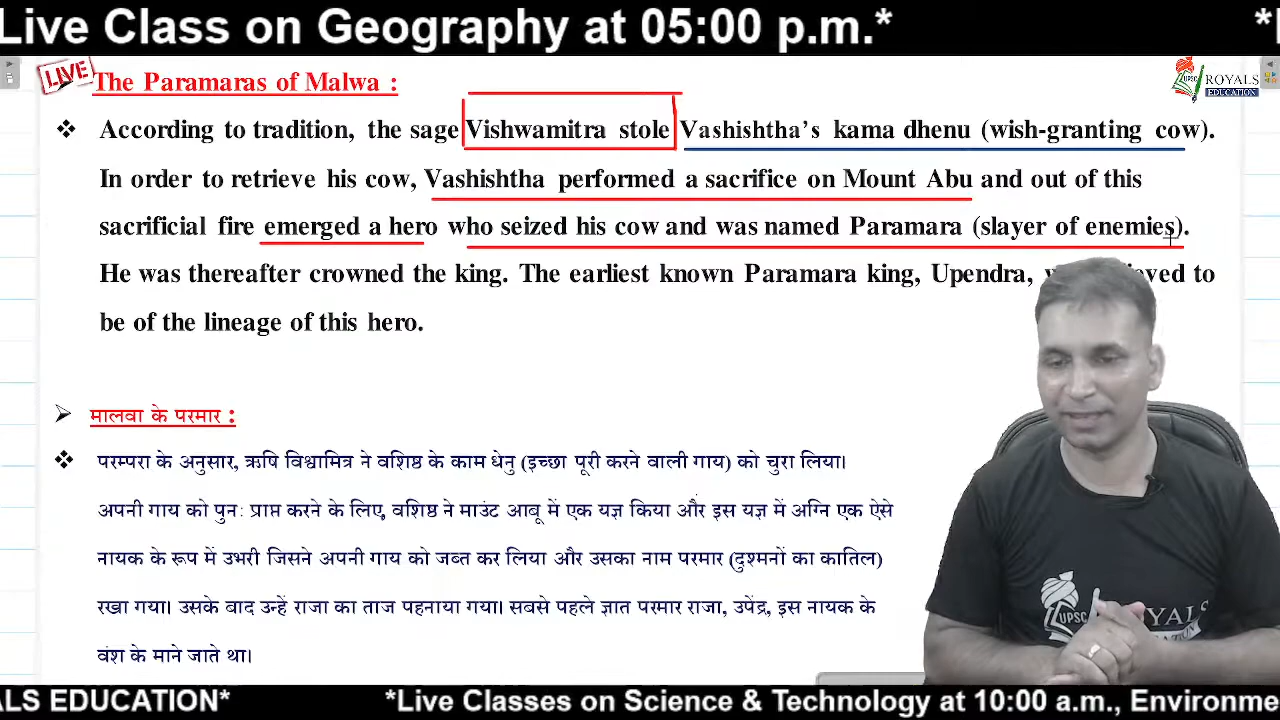 Live Class on Geography at 05:00 p.m.*
LIVE
The Paramaras of Malwa :
UPSC ROYALS
EDUCATION
❖ According to tradition, the sage Vishwamitra stole Vashishtha's kama dhenu (wish-granting cow).
In order to retrieve his cow, Vashishtha performed a sacrifice on Mount Abu and out of this
sacrificial fire emerged a hero who seized his cow and was named Paramara (slayer of enemies).
He was thereafter crowned the king. The earliest known Paramara king, Upendra, to
be of the lineage of this hero.
➢ मालवा के परमार :
❖ परम्परा के अनुसार, ऋषि विश्वामित्र ने वशिष्ठ के काम धेनु (इच्छा पूरी करने वाली गाय) को चुरा लिया।
अपनी गाय को पुन: प्राप्त करने के लिए, वशिष्ठ ने माउंट आबू में एक यज्ञ किया और इस यज्ञ में अग्नि एक ऐसे
नायक के रूप में उभरी जिसने अपनी गाय को जब्त कर लिया और उसका नाम परमार (दुश्मनों का कातिल)
रखा गया। उसके बाद उन्हें राजा का ताज पहनाया गया। सबसे पहले ज्ञात परमार राजा, उपेंद्र, इस नायक के
वंश के माने जाते था।
UPSC
ALS EDUCATION* *Live Classes on Science & Technology at 10:00 a.m., Environme